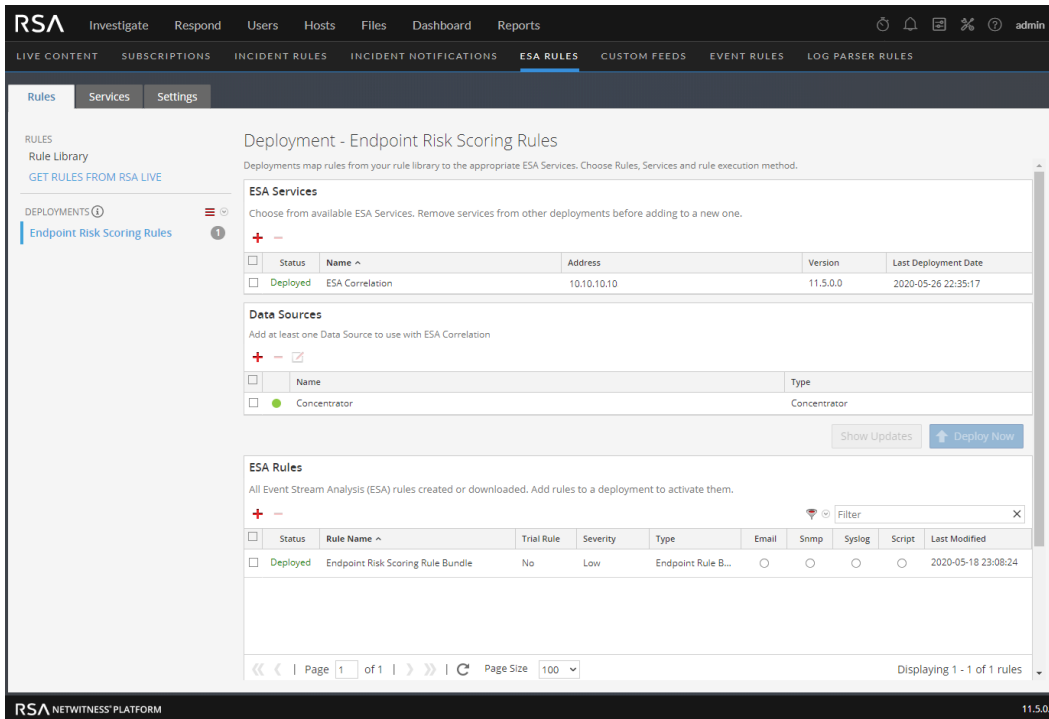 RSA Investigate Respond Users Hosts Files Dashboard Reports admin
LIVE CONTENT SUBSCRIPTIONS INCIDENT RULES INCIDENT NOTIFICATIONS ESA RULES CUSTOM FEEDS EVENT RULES LOG PARSER RULES
Rules Services Settings
RULES
Rule Library
GET RULES FROM RSA LIVE
DEPLOYMENTS
Endpoint Risk Scoring Rules 1
Deployment - Endpoint Risk Scoring Rules
Deployments map rules from your rule library to the appropriate ESA Services. Choose Rules, Services and rule execution method.
ESA Services
Choose from available ESA Services. Remove services from other deployments before adding to a new one.
Status Name Address Version Last Deployment Date
Deployed ESA Correlation 10.10.10.10 11.5.0.0 2020-05-26 22:35:17
Data Sources
Add at least one Data Source to use with ESA Correlation
Name Type
Concentrator Concentrator
Show Updates Deploy Now
ESA Rules
All Event Stream Analysis (ESA) rules created or downloaded. Add rules to a deployment to activate them.
Filter
Status Rule Name Trial Rule Severity Type Email Snmp Syslog Script Last Modified
Deployed Endpoint Risk Scoring Rule Bundle No Low Endpoint Rule B... 2020-05-18 23:08:24
Page 1 of 1 Page Size 100 Displaying 1 - 1 of 1 rules
RSA NETWITNESS® PLATFORM 11.5.0.